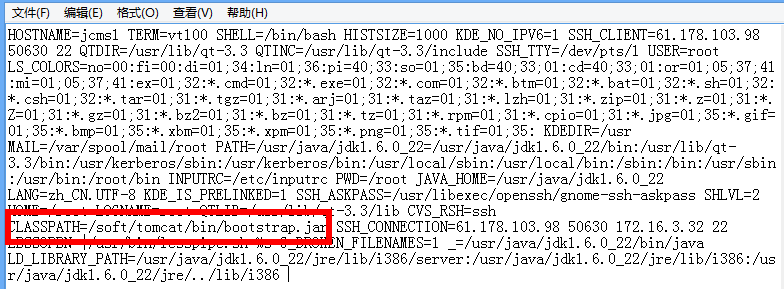 文件(F) 编辑(E) 格式(O) 查看(V) 帮助(H)
HOSTNAME=jcms1 TERM=vt100 SHELL=/bin/bash HISTSIZE=1000 KDE_NO_IPV6=1 SSH_CLIENT=61.178.103.98
50630 22 QTDIR=/usr/lib/qt-3.3 QTINC=/usr/lib/qt-3.3/include SSH_TTY=/dev/pts/1 USER=root
LS_COLORS=no=00:fi=00:di=01;34:ln=01;36:pi=40;33:so=01;35:bd=40;33;01:cd=40;33;01:or=01;05;37;41
:mi=01;05;37;41:ex=01;32:*.cmd=01;32:*.exe=01;32:*.com=01;32:*.btm=01;32:*.bat=01;32:*.sh=01;32:
*.csh=01;32:*.tar=01;31:*.tgz=01;31:*.arj=01;31:*.taz=01;31:*.lzh=01;31:*.zip=01;31:*.z=01;31:*.
Z=01;31:*.gz=01;31:*.bz2=01;31:*.bz=01;31:*.tz=01;31:*.rpm=01;31:*.cpio=01;31:*.jpg=01;35:*.gif=
01;35:*.bmp=01;35:*.xbm=01;35:*.xpm=01;35:*.png=01;35:*.tif=01;35: KDEDIR=/usr
MAIL=/var/spool/mail/root PATH=/usr/java/jdk1.6.0_22=/usr/java/jdk1.6.0_22/bin:/usr/lib/qt-
3.3/bin:/usr/kerberos/sbin:/usr/kerberos/bin:/usr/local/sbin:/usr/local/bin:/sbin:/bin:/usr/sbin
:/usr/bin:/root/bin INPUTRC=/etc/inputrc PWD=/root JAVA_HOME=/usr/java/jdk1.6.0_22
LANG=zh_CN.UTF-8 KDE_IS_PRELINKED=1 SSH_ASKPASS=/usr/libexec/openssh/gnome-ssh-askpass SHLVL=2
HOME=/root LOGNAME=root QTLIB=/usr/lib/qt-3.3/lib CVS_RSH=ssh
CLASSPATH=/soft/tomcat/bin/bootstrap.jar SSH_CONNECTION=61.178.103.98 50630 172.16.3.32 22
LESSOPEN=|/usr/bin/lesspipe.sh %s G_BROKEN_FILENAMES=1 _=/usr/java/jdk1.6.0_22/bin/java
LD_LIBRARY_PATH=/usr/java/jdk1.6.0_22/jre/lib/i386/server:/usr/java/jdk1.6.0_22/jre/lib/i386:/us
r/java/jdk1.6.0_22/jre/../lib/i386